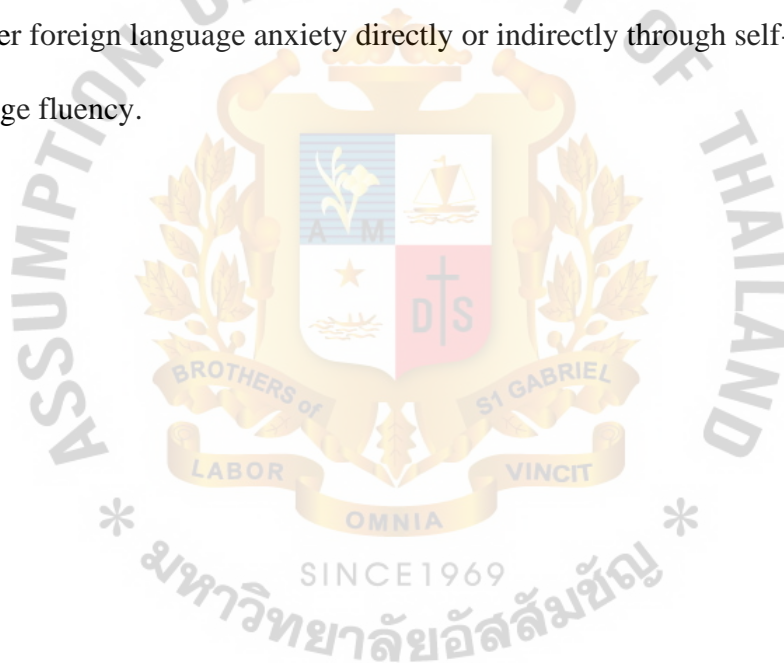 er foreign language anxiety directly or indirectly through self-
ge fluency.
ASSUMPTION
OF
THAILAND
A M
D S
BROTHERS of
S1 GABRIEL
LABOR
VINCIT
OMNIA
* SINCE1969 *
มหาวิทยาลัยอัสสัมชัญ